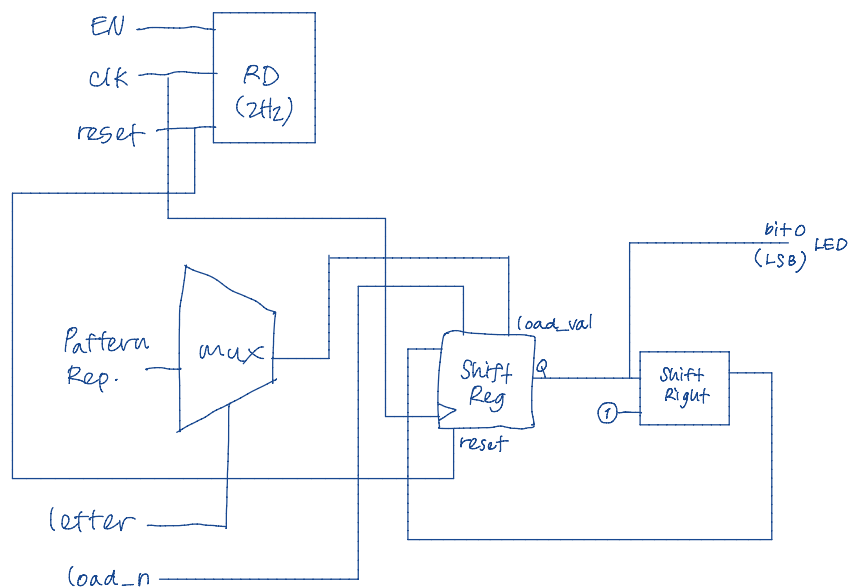 EN
clk
RD
(2Hz)
reset
bit 0
(LSB)
LED
Pattern
Rep.
mux
load_val
Shift
Reg
Q
reset
Shift
Right
1
letter
load_n